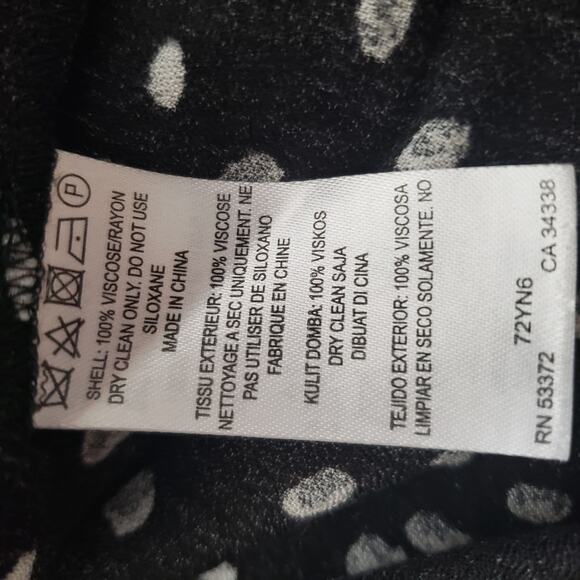 P
SHELL: 100% VISCOSE/RAYON
DRY CLEAN ONLY. DO NOT USE
SILOXANE
MADE IN CHINA
TISSU EXTERIEUR: 100% VISCOSE
NETTOYAGE A SEC UNIQUEMENT. NE
PAS UTILISER DE SILOXANO
FABRIQUE EN CHINE
KULIT DOMBA: 100% VISKOS
DRY CLEAN SAJA
DIBUAT DI CINA
TEJIDO EXTERIOR: 100% VISCOSA
LIMPIAR EN SECO SOLAMENTE. NO
72YN6
RN 53372 CA 34338